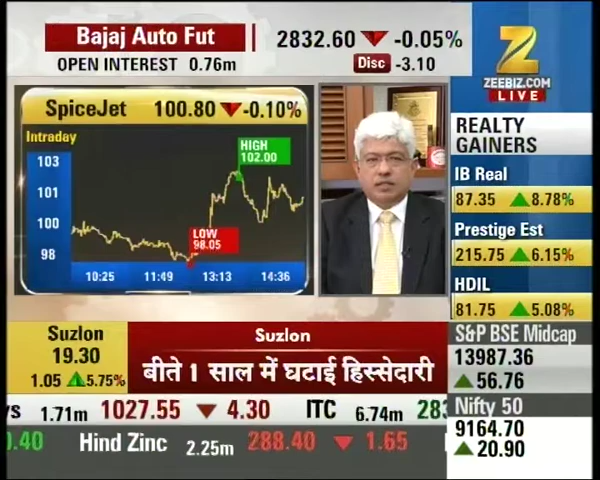 Bajaj Auto Fut 2832.60 -0.05%
OPEN INTEREST 0.76m Disc -3.10
ZEEBIZ.COM
LIVE
SpiceJet 100.80 -0.10%
Intraday
103
101
100
98
HIGH
102.00
LOW
98.05
10:25 11:49 13:13 14:36
REALTY
GAINERS
IB Real
87.35 8.78%
Prestige Est
215.75 6.15%
HDIL
81.75 5.08%
S&P BSE Midcap
13987.36
56.76
Nifty 50
9164.70
20.90
Suzlon
19.30
1.05 5.75%
Suzlon
बीते 1 साल में घटाई हिस्सेदारी
ys 1.71m 1027.55 4.30 ITC 6.74m 283
0.40 Hind Zinc 2.25m 288.40 1.65